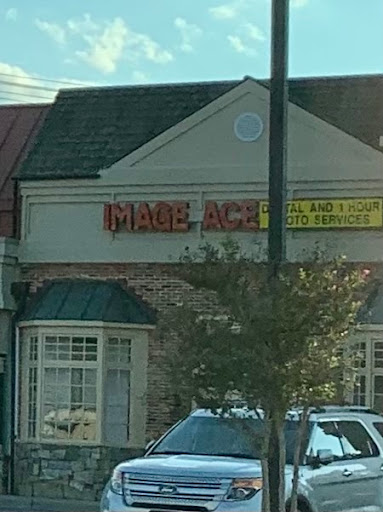 IMAGE ACE
AND 1 HOUR
SERVICES